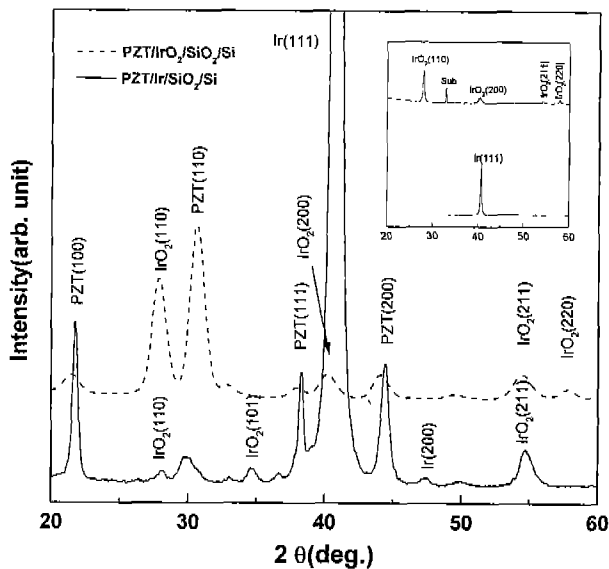 PZT/IrO2/SiO2/Si
PZT/Ir/SiO2/Si
Ir(111)
IrO2(110)
Sub
IrO2(200)
IrO2(211)
IrO2(220)
Ir(111)
20 30 40 50 60
PZT(100)
IrO2(110)
PZT(110)
IrO2(200)
PZT(111)
PZT(200)
IrO2(211)
IrO2(220)
IrO2(110)
IrO2(101)
Ir(200)
IrO2(211)
Intensity(arb. unit)
20 30 40 50 60
2 θ(deg.)